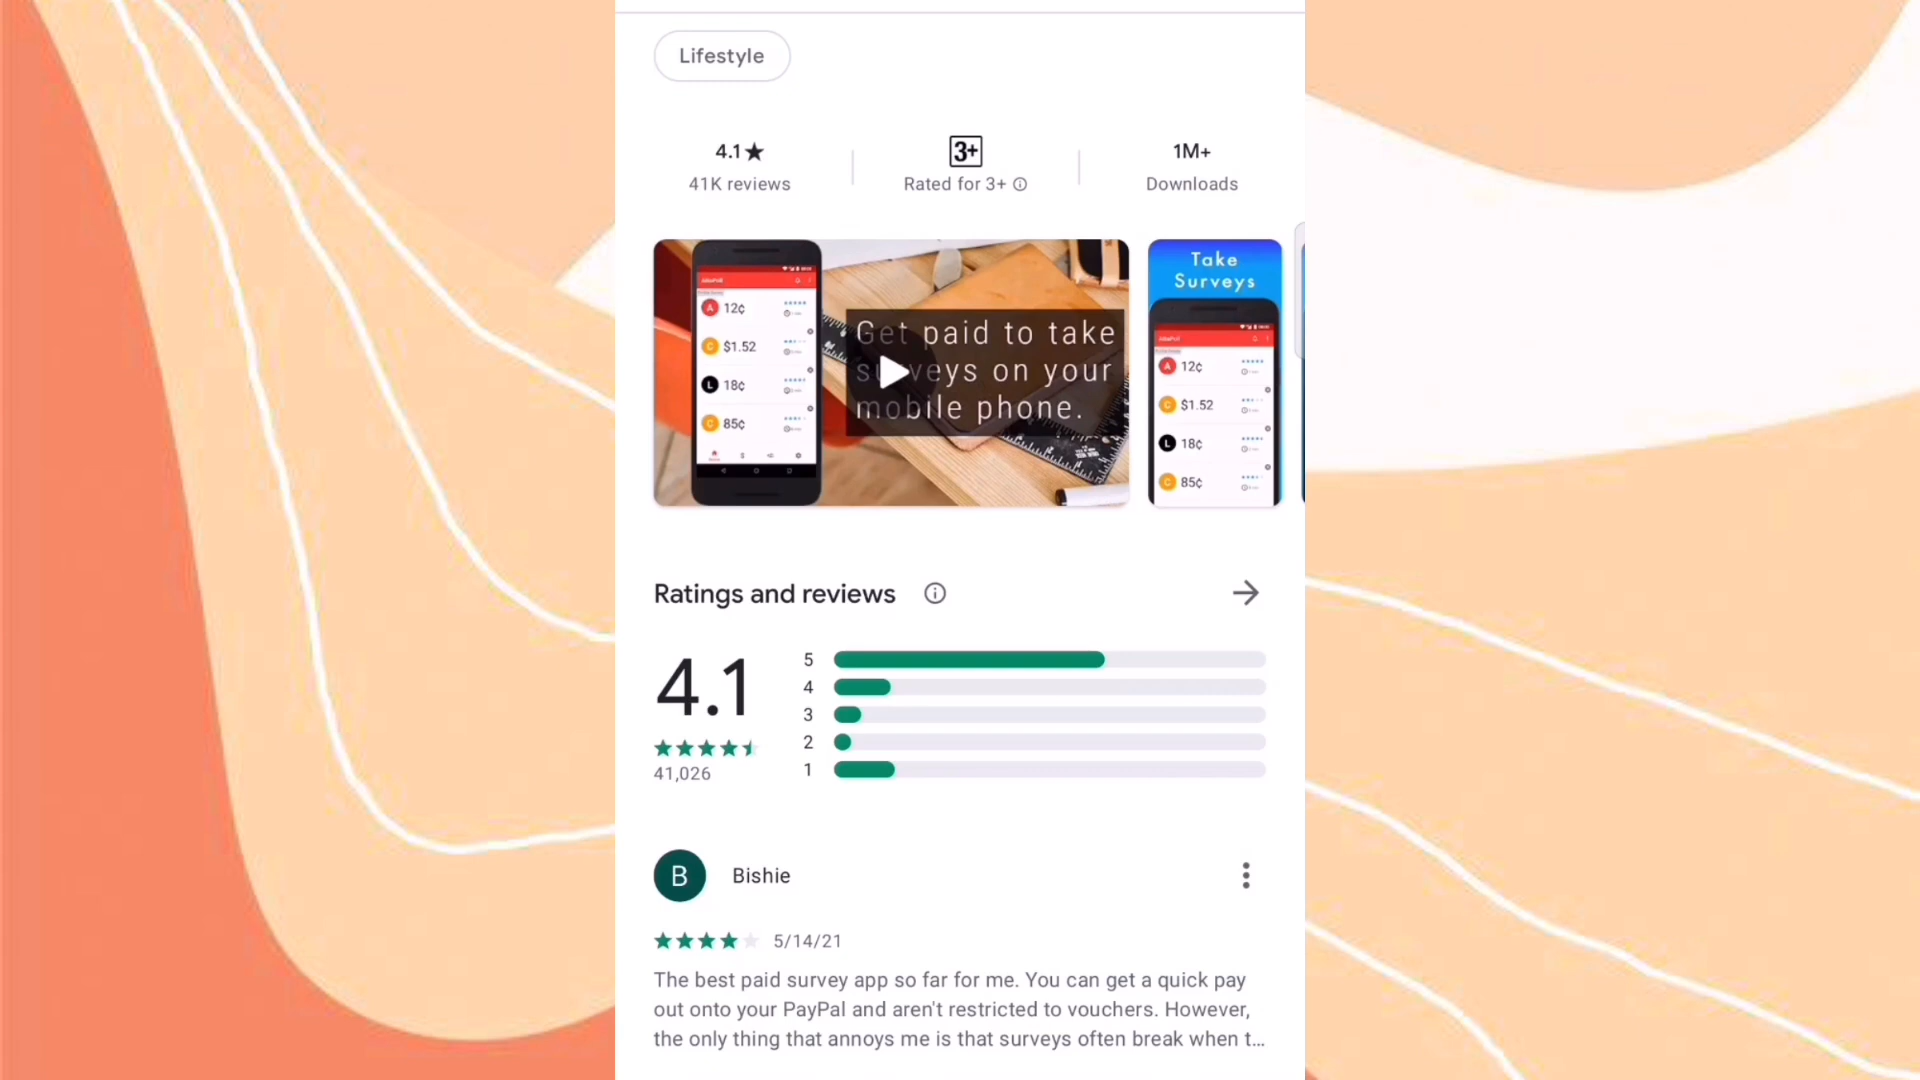 Lifestyle
4.1★
41K reviews
3+
Rated for 3+
1M+
Downloads
A 12¢
C $1.52
L 18¢
C 85¢
Get paid to take
surveys on your
mobile phone.
Take
Surveys
A 12¢
C $1.52
L 18¢
C 85¢
Ratings and reviews
4.1
41,026
5
4
3
2
1
B Bishie
5/14/21
The best paid survey app so far for me. You can get a quick pay
out onto your PayPal and aren't restricted to vouchers. However,
the only thing that annoys me is that surveys often break when t…